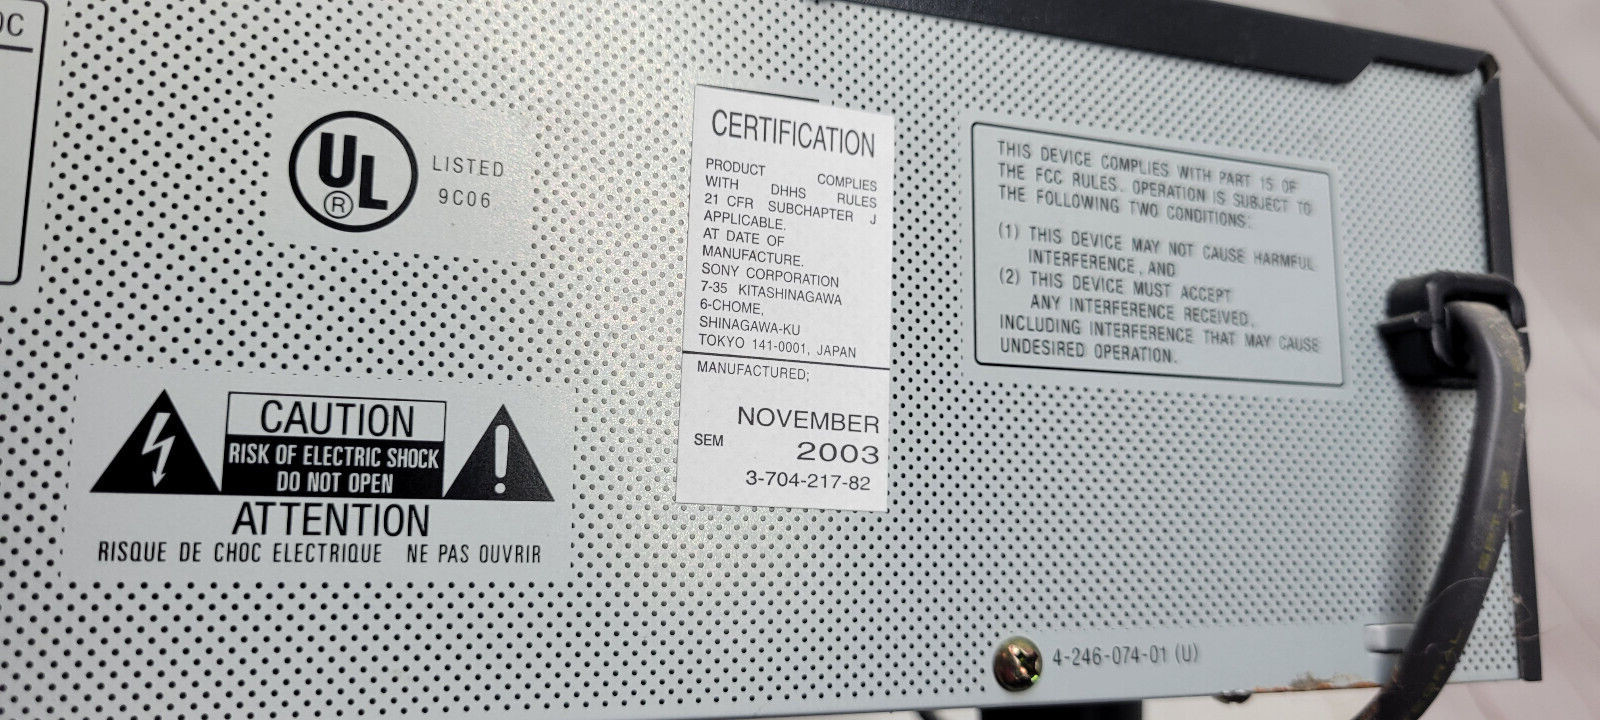 UL
®
LISTED
9C06
CAUTION
RISK OF ELECTRIC SHOCK
DO NOT OPEN
ATTENTION
RISQUE DE CHOC ELECTRIQUE NE PAS OUVRIR
CERTIFICATION
PRODUCT COMPLIES
WITH DHHS RULES
21 CFR SUBCHAPTER J
APPLICABLE.
AT DATE OF
MANUFACTURE.
SONY CORPORATION
7-35 KITASHINAGAWA
6-CHOME,
SHINAGAWA-KU
TOKYO 141-0001, JAPAN
MANUFACTURED;
NOVEMBER
SEM 2003
3-704-217-82
THIS DEVICE COMPLIES WITH PART 15 OF
THE FCC RULES. OPERATION IS SUBJECT TO
THE FOLLOWING TWO CONDITIONS:
(1) THIS DEVICE MAY NOT CAUSE HARMFUL
INTERFERENCE, AND
(2) THIS DEVICE MUST ACCEPT
ANY INTERFERENCE RECEIVED,
INCLUDING INTERFERENCE THAT MAY CAUSE
UNDESIRED OPERATION.
4-246-074-01 (U)